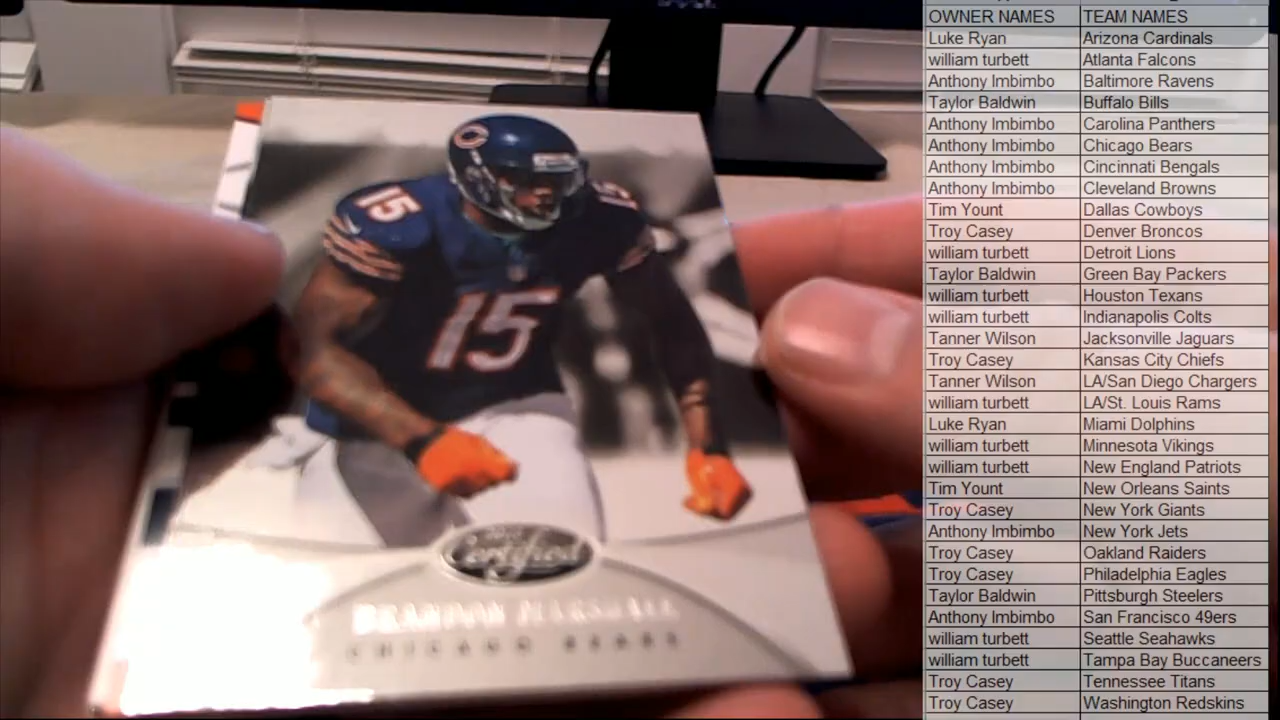 OWNER NAMES TEAM NAMES
Luke Ryan Arizona Cardinals
william turbett Atlanta Falcons
Anthony Imbimbo Baltimore Ravens
Taylor Baldwin Buffalo Bills
Anthony Imbimbo Carolina Panthers
Anthony Imbimbo Chicago Bears
Anthony Imbimbo Cincinnati Bengals
Anthony Imbimbo Cleveland Browns
Tim Yount Dallas Cowboys
Troy Casey Denver Broncos
william turbett Detroit Lions
Taylor Baldwin Green Bay Packers
william turbett Houston Texans
william turbett Indianapolis Colts
Tanner Wilson Jacksonville Jaguars
Troy Casey Kansas City Chiefs
Tanner Wilson LA/San Diego Chargers
william turbett LA/St. Louis Rams
Luke Ryan Miami Dolphins
william turbett Minnesota Vikings
william turbett New England Patriots
Tim Yount New Orleans Saints
Troy Casey New York Giants
Anthony Imbimbo New York Jets
Troy Casey Oakland Raiders
Troy Casey Philadelphia Eagles
Taylor Baldwin Pittsburgh Steelers
Anthony Imbimbo San Francisco 49ers
william turbett Seattle Seahawks
william turbett Tampa Bay Buccaneers
Troy Casey Tennessee Titans
Troy Casey Washington Redskins
C
15
15
Certified
BRANDON MARSHALL
CHICAGO BEARS